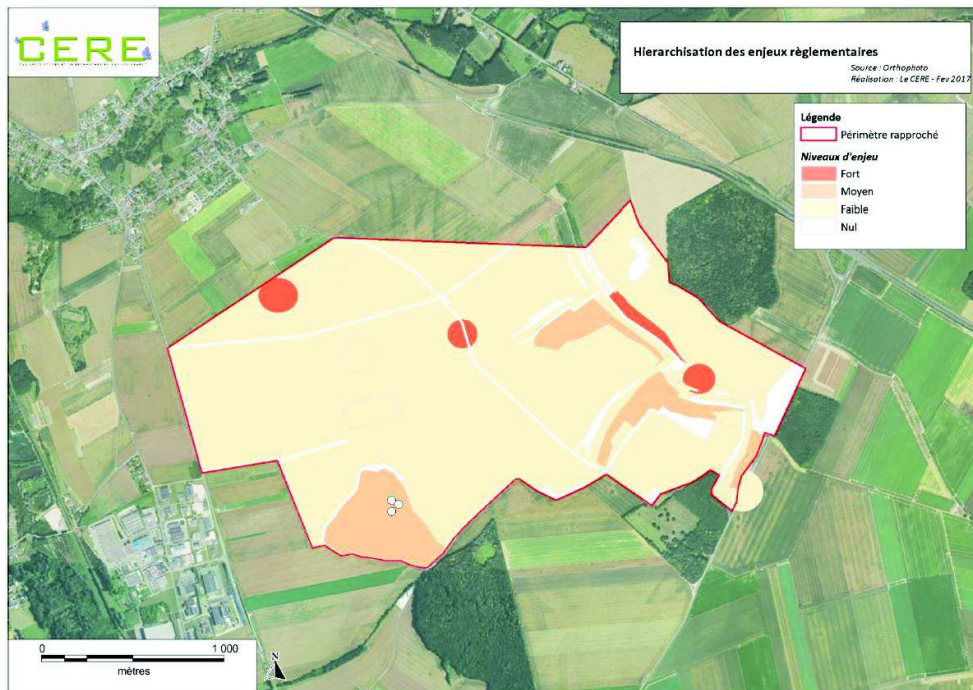 CERE
Hierarchisation des enjeux règlementaires
Source : Orthophoto
Réalisation : Le CERE - Fev 2017
Légende
Périmètre rapproché
Niveaux d'enjeu
Fort
Moyen
Faible
Nul
0 1 000
mètres
N